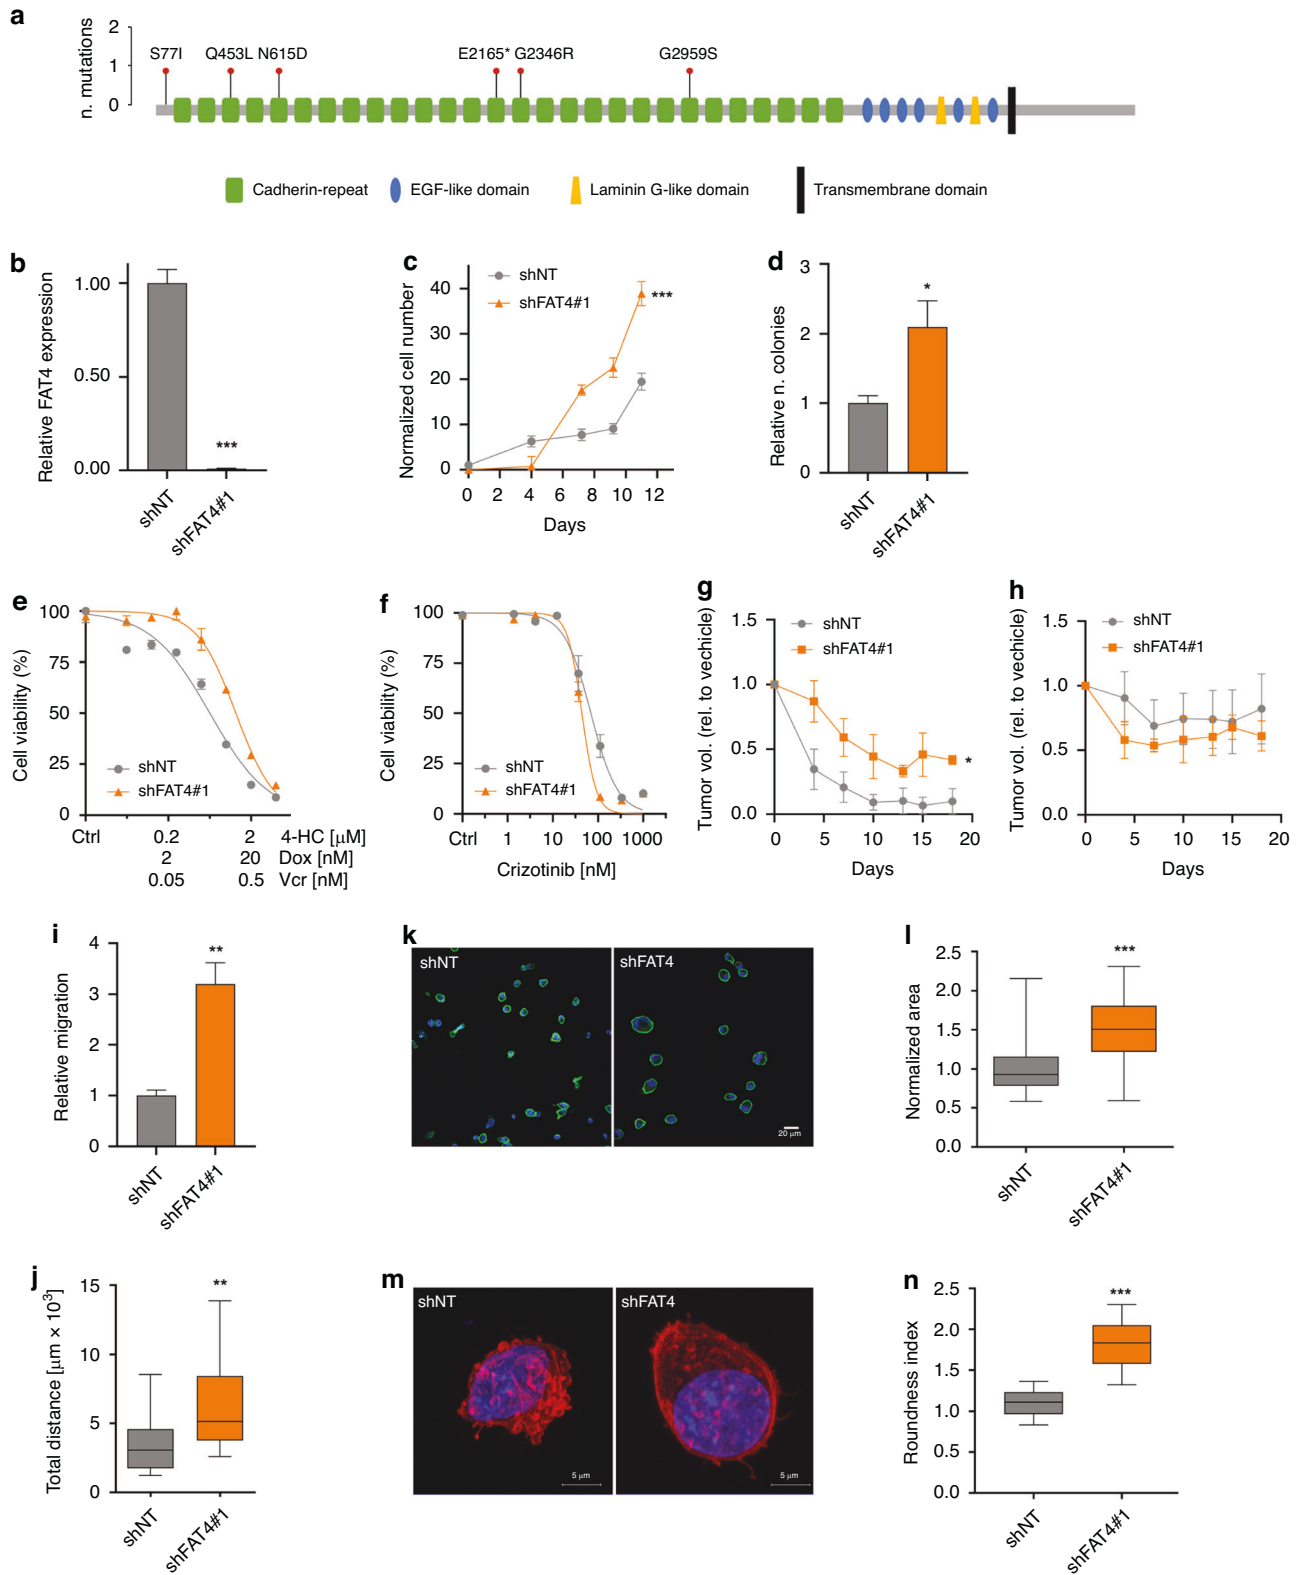 a
n. mutations
2
1
0
S77I
Q453L
N615D
E2165*
G2346R
G2959S
Cadherin-repeat
EGF-like domain
Laminin G-like domain
Transmembrane domain
b
Relative FAT4 expression
1.00
0.50
0.00
***
shNT
shFAT4#1
c
Normalized cell number
40
30
20
10
0
shNT
shFAT4#1
***
0 2 4 6 8 10 12
Days
d
Relative n. colonies
3
2
1
0
*
shNT
shFAT4#1
e
Cell viability (%)
100
75
50
25
0
shNT
shFAT4#1
Ctrl 0.2 2 4-HC [μM]
2 20 Dox [nM]
0.05 0.5 Vcr [nM]
f
Cell viability (%)
100
75
50
25
0
shNT
shFAT4#1
Ctrl 1 10 100 1000
Crizotinib [nM]
g
Tumor vol. (rel. to vechicle)
1.5
1.0
0.5
0.0
shNT
shFAT4#1
*
0 5 10 15 20
Days
h
Tumor vol. (rel. to vechicle)
1.5
1.0
0.5
0.0
shNT
shFAT4#1
0 5 10 15 20
Days
i
Relative migration
4
3
2
1
0
**
shNT
shFAT4#1
k
shNT
shFAT4
20 μm
l
Normalized area
2.5
2.0
1.5
1.0
0.5
0.0
***
shNT
shFAT4#1
j
Total distance [μm × 10³]
15
10
5
0
**
shNT
shFAT4#1
m
shNT
5 μm
shFAT4
5 μm
n
Roundness index
2.5
2.0
1.5
1.0
0.5
0.0
***
shNT
shFAT4#1